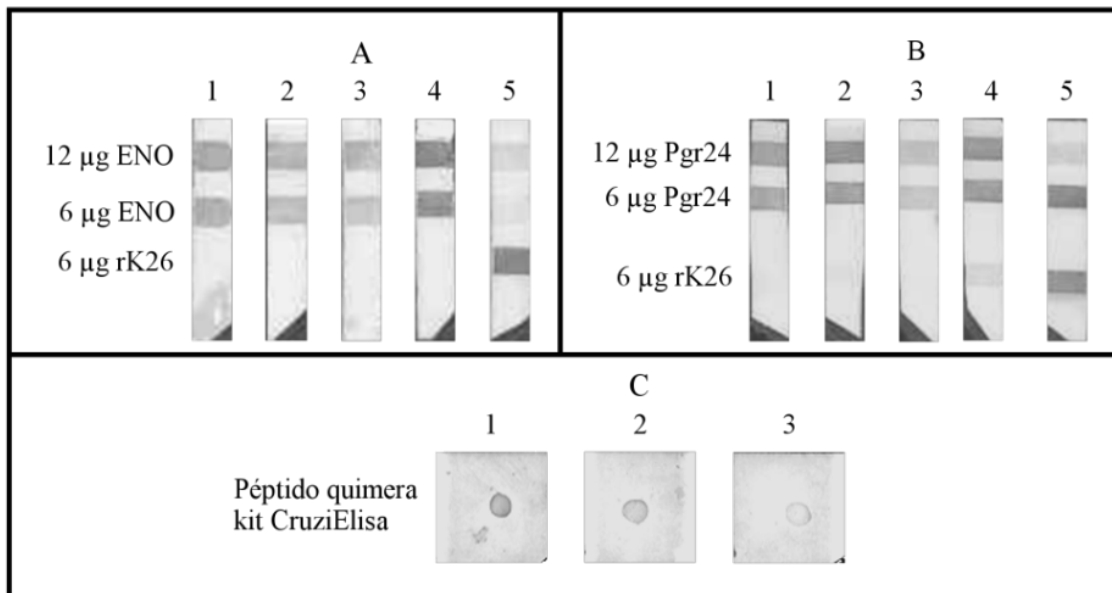 A
1 2 3 4 5
12 µg ENO
6 µg ENO
6 µg rK26
B
1 2 3 4 5
12 µg Pgr24
6 µg Pgr24
6 µg rK26
C
1 2 3
Péptido quimera
kit CruziElisa